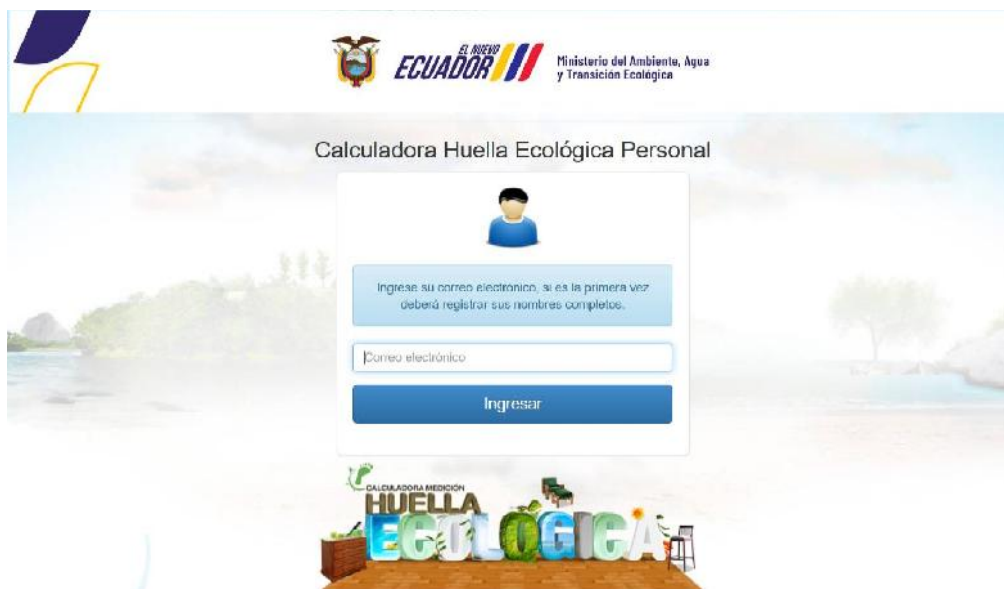 EL NUEVO
ECUADOR
Ministerio del Ambiente, Agua
y Transición Ecológica
Calculadora Huella Ecológica Personal
Ingrese su correo electrónico, si es la primera vez
deberá registrar sus nombres completos.
Correo electrónico
Ingresar
CALCULADORA MEDICIÓN
HUELLA
ECOLÓGICA